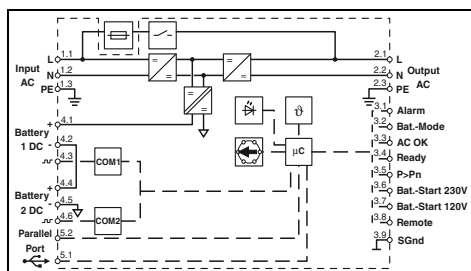 L 1.1 2.1 L
Input AC N 1.2 2.2 N Output AC
PE 1.3 2.3 PE
+ 4.1 3.1 Alarm
Battery 1 DC - 4.2 3.2 Bat.-Mode
4.3 COM1 ϑ µC 3.3 AC OK
3.4 Ready
+ 4.4 3.5 P>Pn
Battery 2 DC - 4.5 3.6 Bat.-Start 230V
4.6 COM2 3.7 Bat.-Start 120V
Parallel Port 5.2 3.8 Remote
5.1 3.9 SGnd